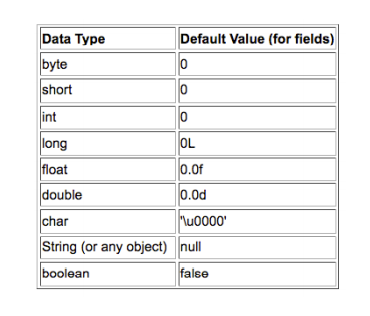 Data Type Default Value (for fields)
byte 0
short 0
int 0
long 0L
float 0.0f
double 0.0d
char '\u0000'
String (or any object) null
boolean false